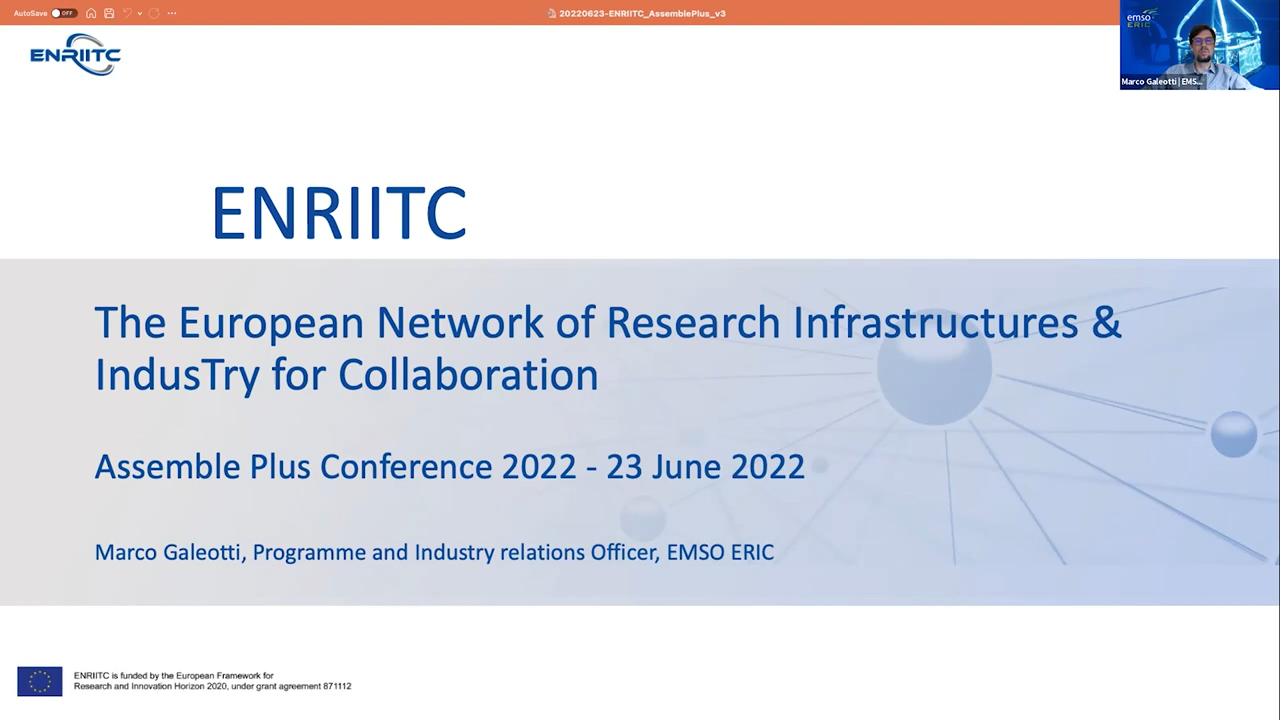 AutoSave OFF
20220623-ENRIITC_AssemblePlus_v3
emso
ERIC
Marco Galeotti | EMS...
ENRIITC
ENRIITC
The European Network of Research Infrastructures &
IndusTry for Collaboration
Assemble Plus Conference 2022 - 23 June 2022
Marco Galeotti, Programme and Industry relations Officer, EMSO ERIC
ENRIITC is funded by the European Framework for
Research and Innovation Horizon 2020, under grant agreement 871112